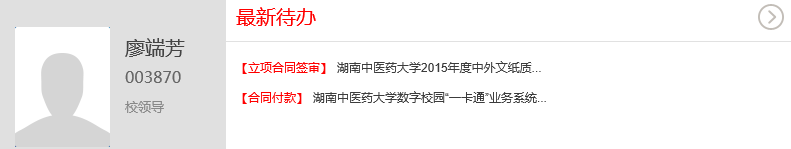 廖端芳
003870
校领导
最新待办
【立项合同签审】 湖南中医药大学2015年度中外文纸质...
【合同付款】 湖南中医药大学数字校园“一卡通”业务系统...